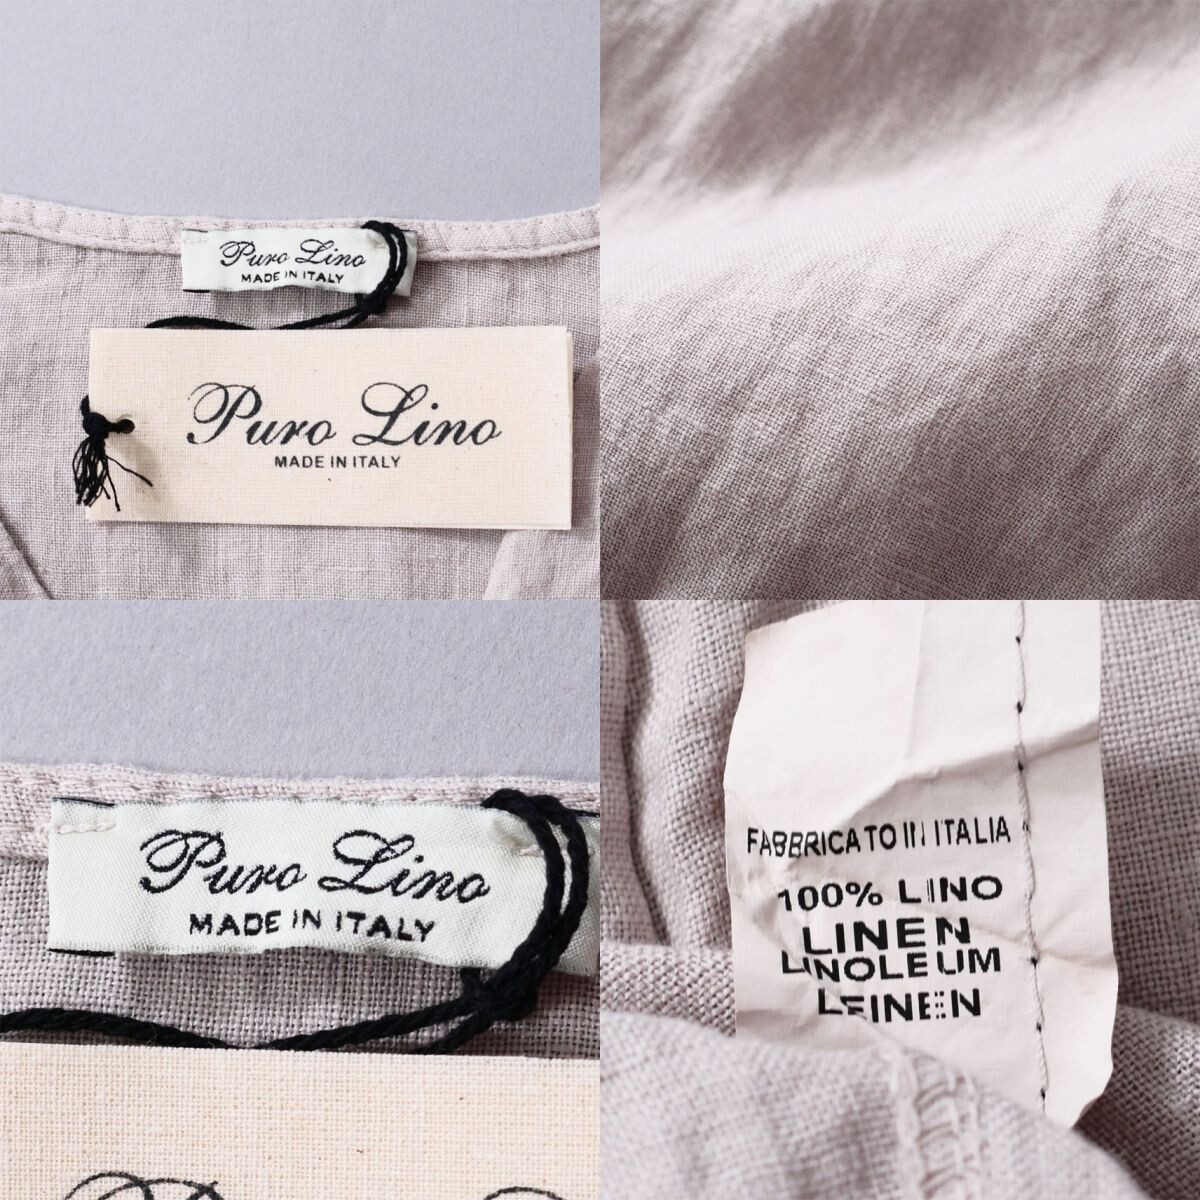 Puro Lino
MADE IN ITALY
Puro Lino
MADE IN ITALY
Puro Lino
MADE IN ITALY
FABBRICATO IN ITALIA
100% LINO
LINEN
LINOLEUM
LEINEN